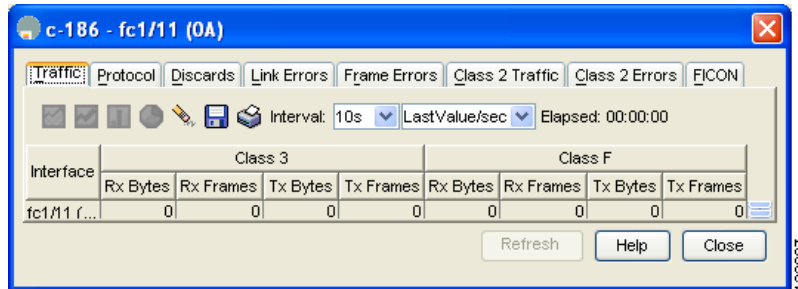 c-186 - fc1/11 (0A)
Traffic Protocol Discards Link Errors Frame Errors Class 2 Traffic Class 2 Errors FICON
Interval: 10s LastValue/sec Elapsed: 00:00:00
Interface Class 3 Class F
Rx Bytes Rx Frames Tx Bytes Tx Frames Rx Bytes Rx Frames Tx Bytes Tx Frames
fc1/11 (... 0 0 0 0 0 0 0 0
Refresh Help Close